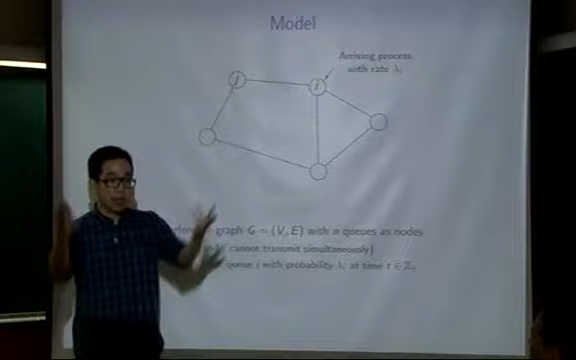 Model
Arriving process
with rate λᵢ
j
i
graph G = (V, E) with n queues as nodes
cannot transmit simultaneously)
queue i with probability λᵢ at time t ∈ ℤ₊